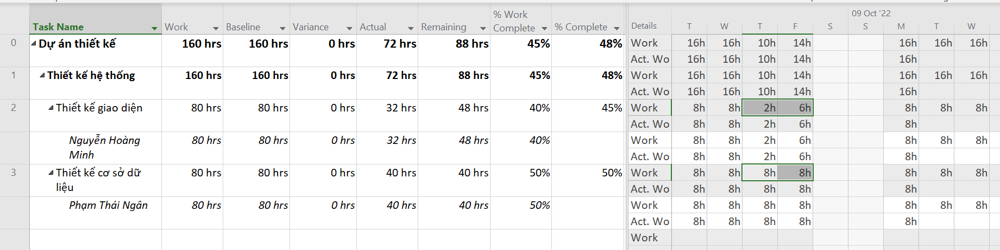 09 Oct '22
% Work
Task Name Work Baseline Variance Actual Remaining Complete % Complete Details T W T F S S M T W
0 Dự án thiết kế 160 hrs 160 hrs 0 hrs 72 hrs 88 hrs 45% 48% Work 16h 16h 10h 14h 16h 16h 16h
Act. Wo 16h 16h 10h 14h 16h
1 Thiết kế hệ thống 160 hrs 160 hrs 0 hrs 72 hrs 88 hrs 45% 48% Work 16h 16h 10h 14h 16h 16h 16h
Act. Wo 16h 16h 10h 14h 16h
2 Thiết kế giao diện 80 hrs 80 hrs 0 hrs 32 hrs 48 hrs 40% 45% Work 8h 8h 2h 6h 8h 8h 8h
Act. Wo 8h 8h 2h 6h 8h
Nguyễn Hoàng 80 hrs 80 hrs 0 hrs 32 hrs 48 hrs 40% Work 8h 8h 2h 6h 8h 8h 8h
Minh Act. Wo 8h 8h 2h 6h 8h
3 Thiết kế cơ sở dữ 80 hrs 80 hrs 0 hrs 40 hrs 40 hrs 50% 50% Work 8h 8h 8h 8h 8h 8h 8h
liệu Act. Wo 8h 8h 8h 8h 8h
Phạm Thái Ngân 80 hrs 80 hrs 0 hrs 40 hrs 40 hrs 50% Work 8h 8h 8h 8h 8h 8h 8h
Act. Wo 8h 8h 8h 8h 8h
Work